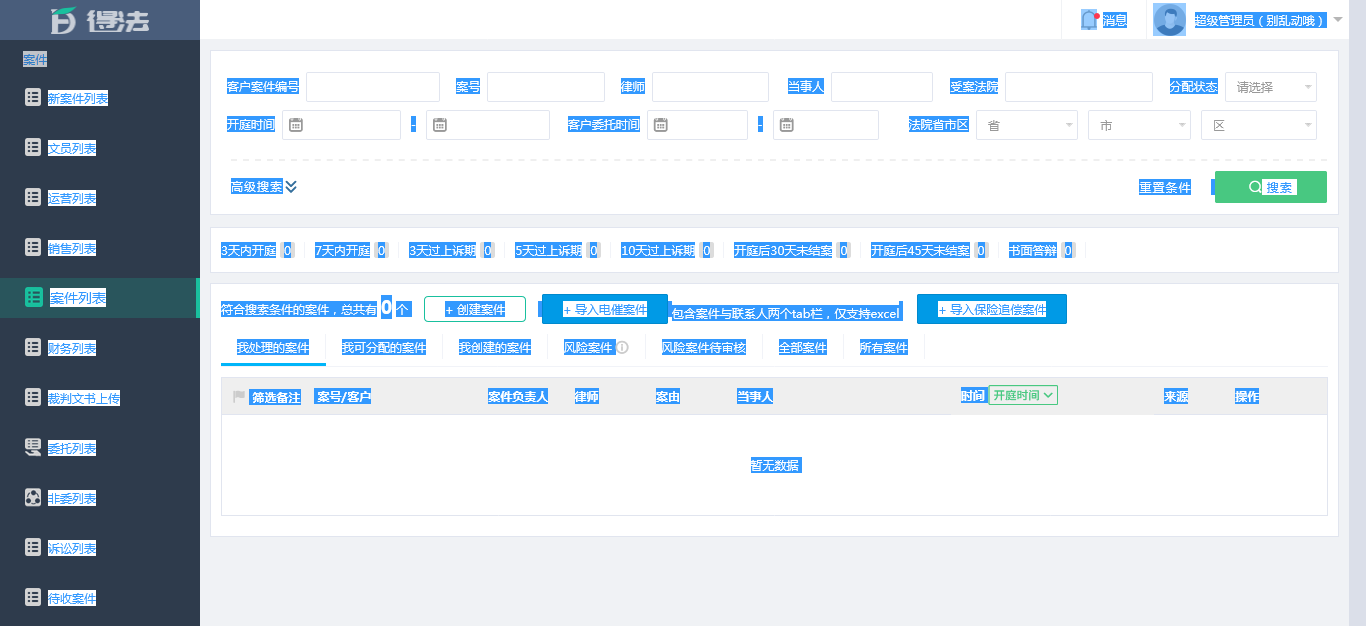 得法
消息
超级管理员（别乱动哦）
案件
新案件列表
文员列表
运营列表
销售列表
案件列表
财务列表
裁判文书上传
委托列表
非委列表
诉讼列表
待收案件
客户案件编号 案号 律师 当事人 受案法院 分配状态 请选择
开庭时间 - 客户委托时间 - 法院省市区 省 市 区
高级搜索 重置条件 搜索
3天内开庭 0 7天内开庭 0 3天过上诉期 0 5天过上诉期 0 10天过上诉期 0 开庭后30天未结案 0 开庭后45天未结案 0 书面答辩 0
符合搜索条件的案件，总共有 0 个 + 创建案件 + 导入电催案件 包含案件与联系人两个tab栏，仅支持excel + 导入保险追偿案件
我处理的案件 我可分配的案件 我创建的案件 风险案件 风险案件待审核 全部案件 所有案件
筛选备注 案号/客户 案件负责人 律师 案由 当事人 时间 开庭时间 来源 操作
暂无数据